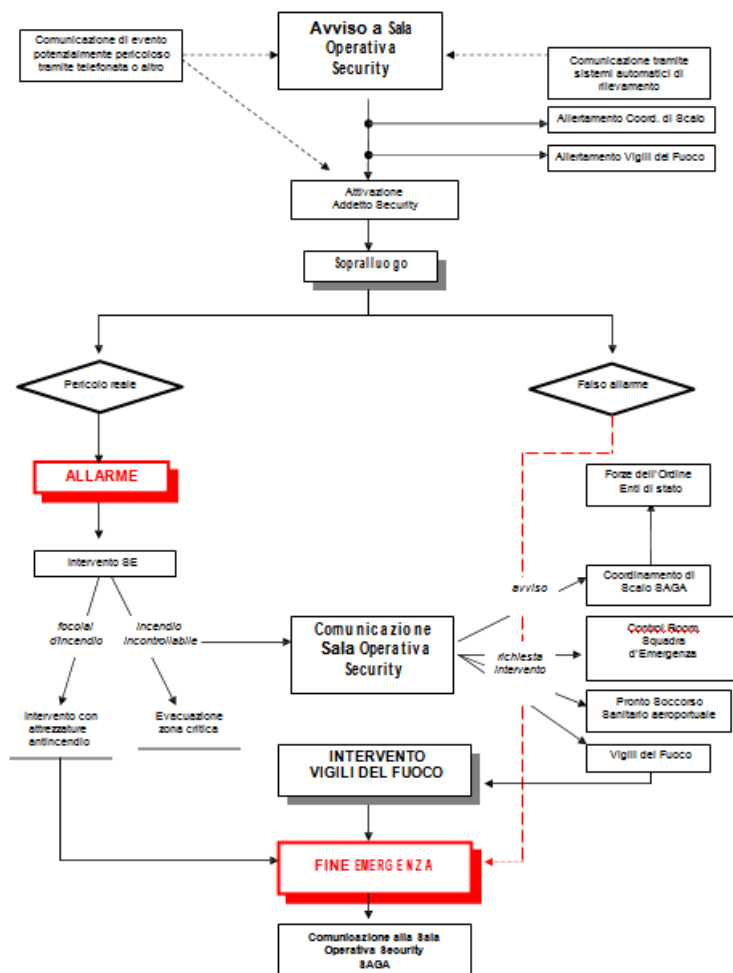 Comunicazione di evento
potenzialmente pericoloso
tramite telefonata o altro
Avviso a Sala
Operativa
Security
Comunicazione tramite
sistemi automatici di
rilevamento
Allertamento Coord. di Scalo
Allertamento Vigili del Fuoco
Attivazione
Addetto Security
Sopralluogo
Pericolo reale
Falso allarme
ALLARME
Forze dell'Ordine
Enti di stato
Intervento SE
avviso
Coordinamento di
Scalo SAGA
focolai
d'incendio
incendio
incontrollabile
Comunicazione
Sala Operativa
Security
richiesta
intervento
Control Room
Squadra
d'Emergenza
Intervento con
attrezzature
antincendio
Evacuazione
zona critica
Pronto Soccorso
Sanitario aeroportuale
INTERVENTO
VIGILI DEL FUOCO
Vigili del Fuoco
FINE EMERGENZA
Comunicazione alla Sala
Operativa Security
SAGA